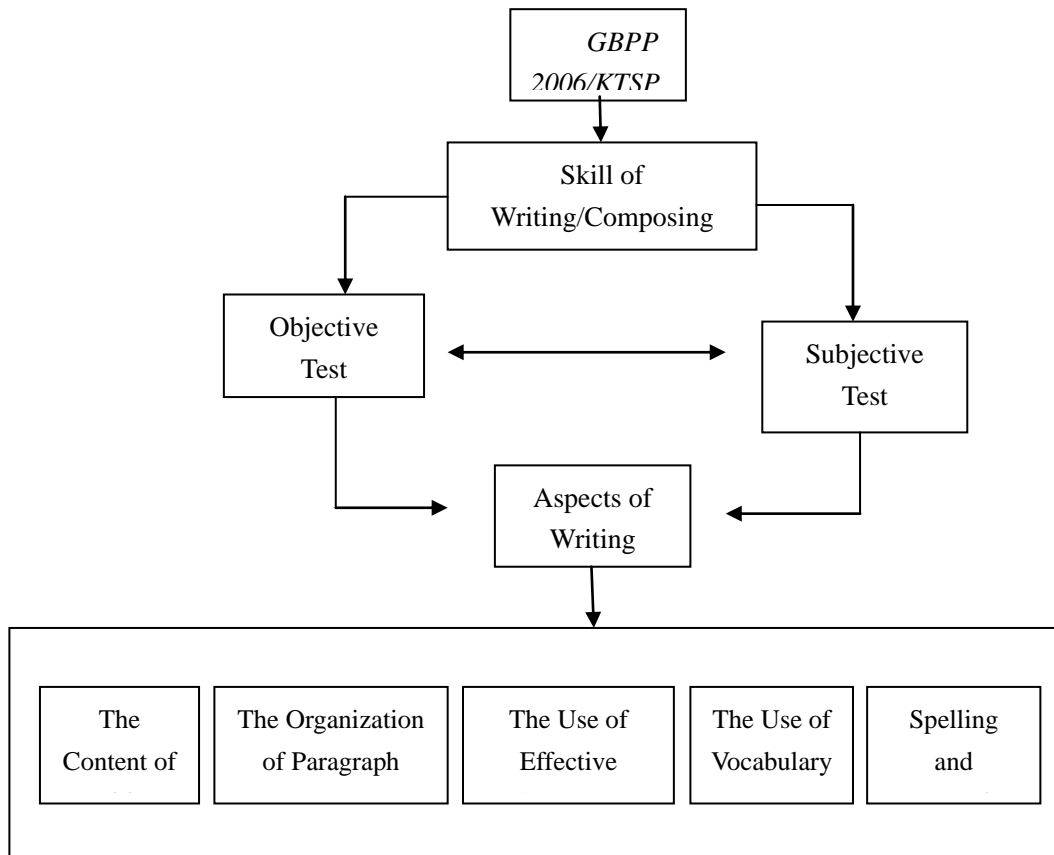 GBPP
2006/KTSP
Skill of
Writing/Composing
Objective
Test
Subjective
Test
Aspects of
Writing
The
Content of
The Organization
of Paragraph
The Use of
Effective
The Use of
Vocabulary
Spelling
and